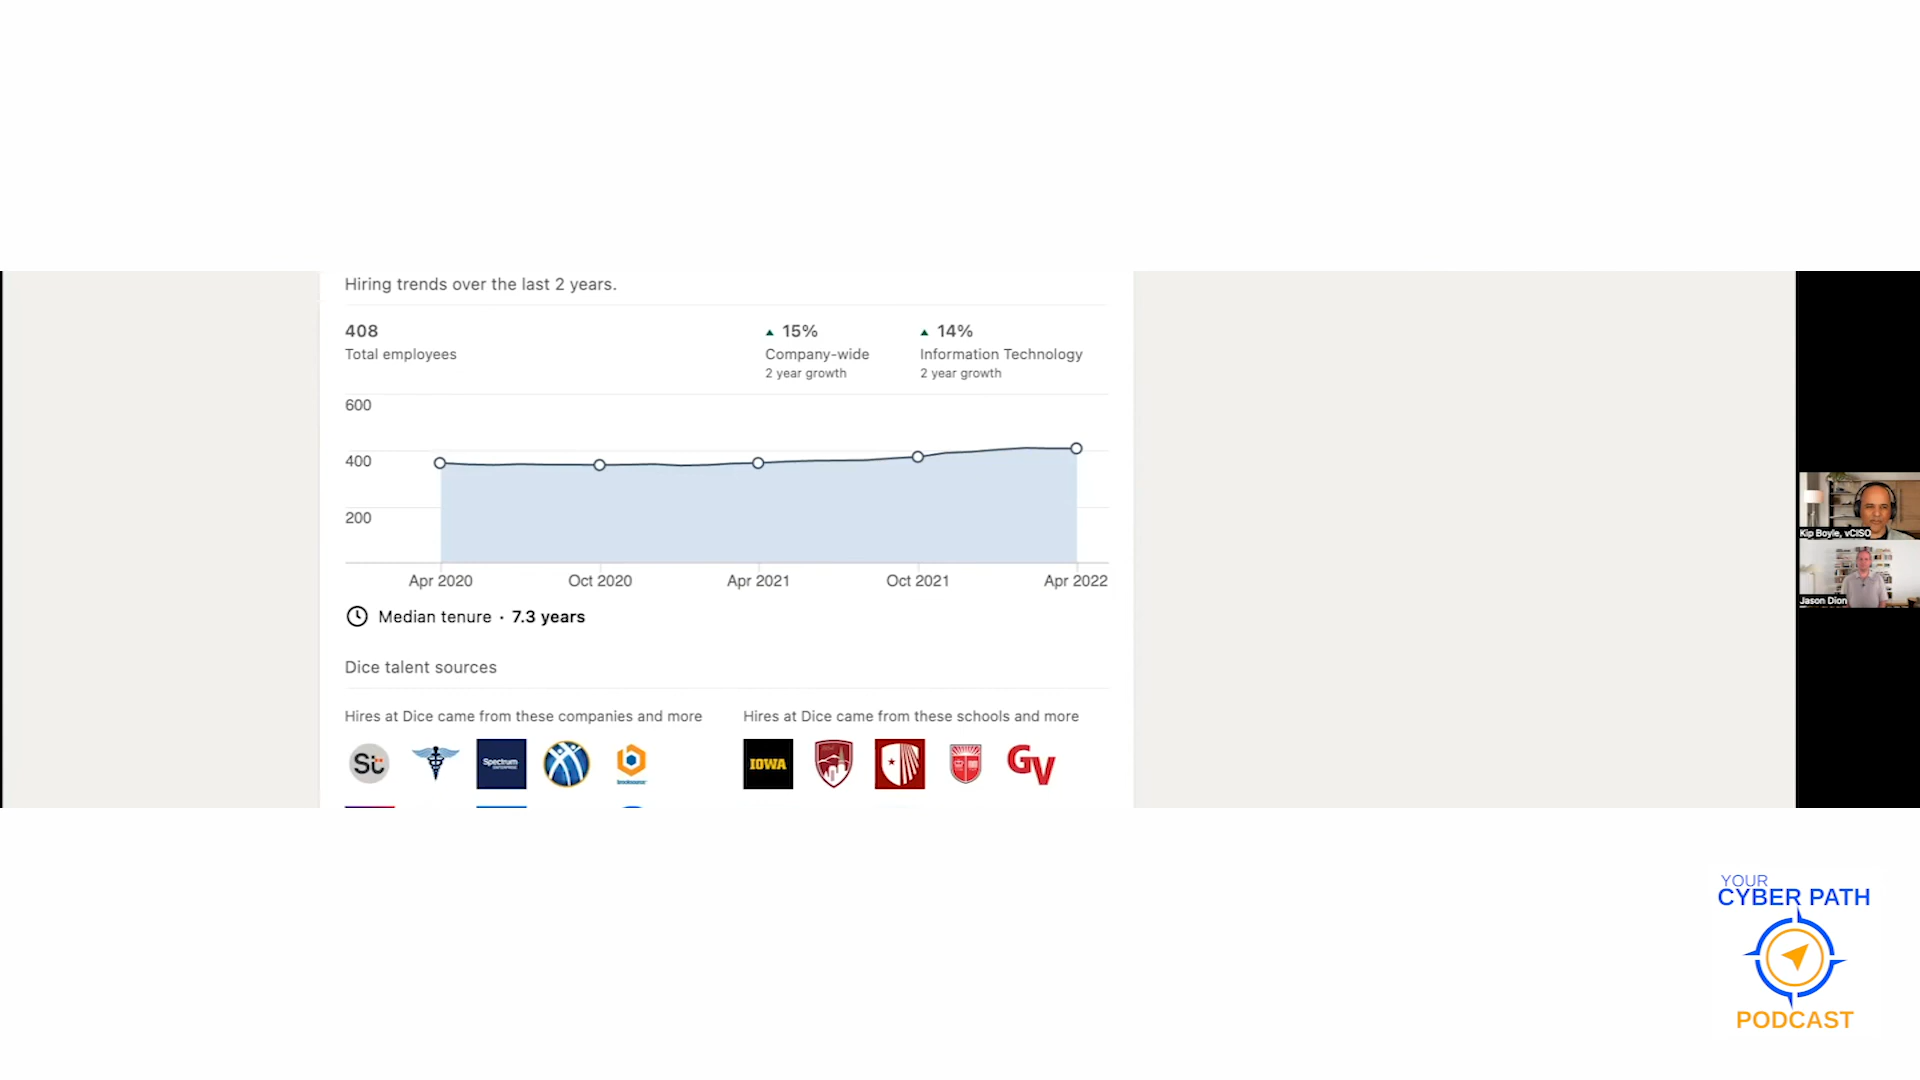 Hiring trends over the last 2 years.
408
Total employees
▲ 15%
Company-wide
2 year growth
▲ 14%
Information Technology
2 year growth
600
400
200
Apr 2020
Oct 2020
Apr 2021
Oct 2021
Apr 2022
Median tenure · 7.3 years
Dice talent sources
Hires at Dice came from these companies and more
St
Spectrum
ENTERPRISE
b
brooksource
Hires at Dice came from these schools and more
IOWA
GV
Kip Boyle, vCISO
Jason Dion
YOUR
CYBER PATH
PODCAST